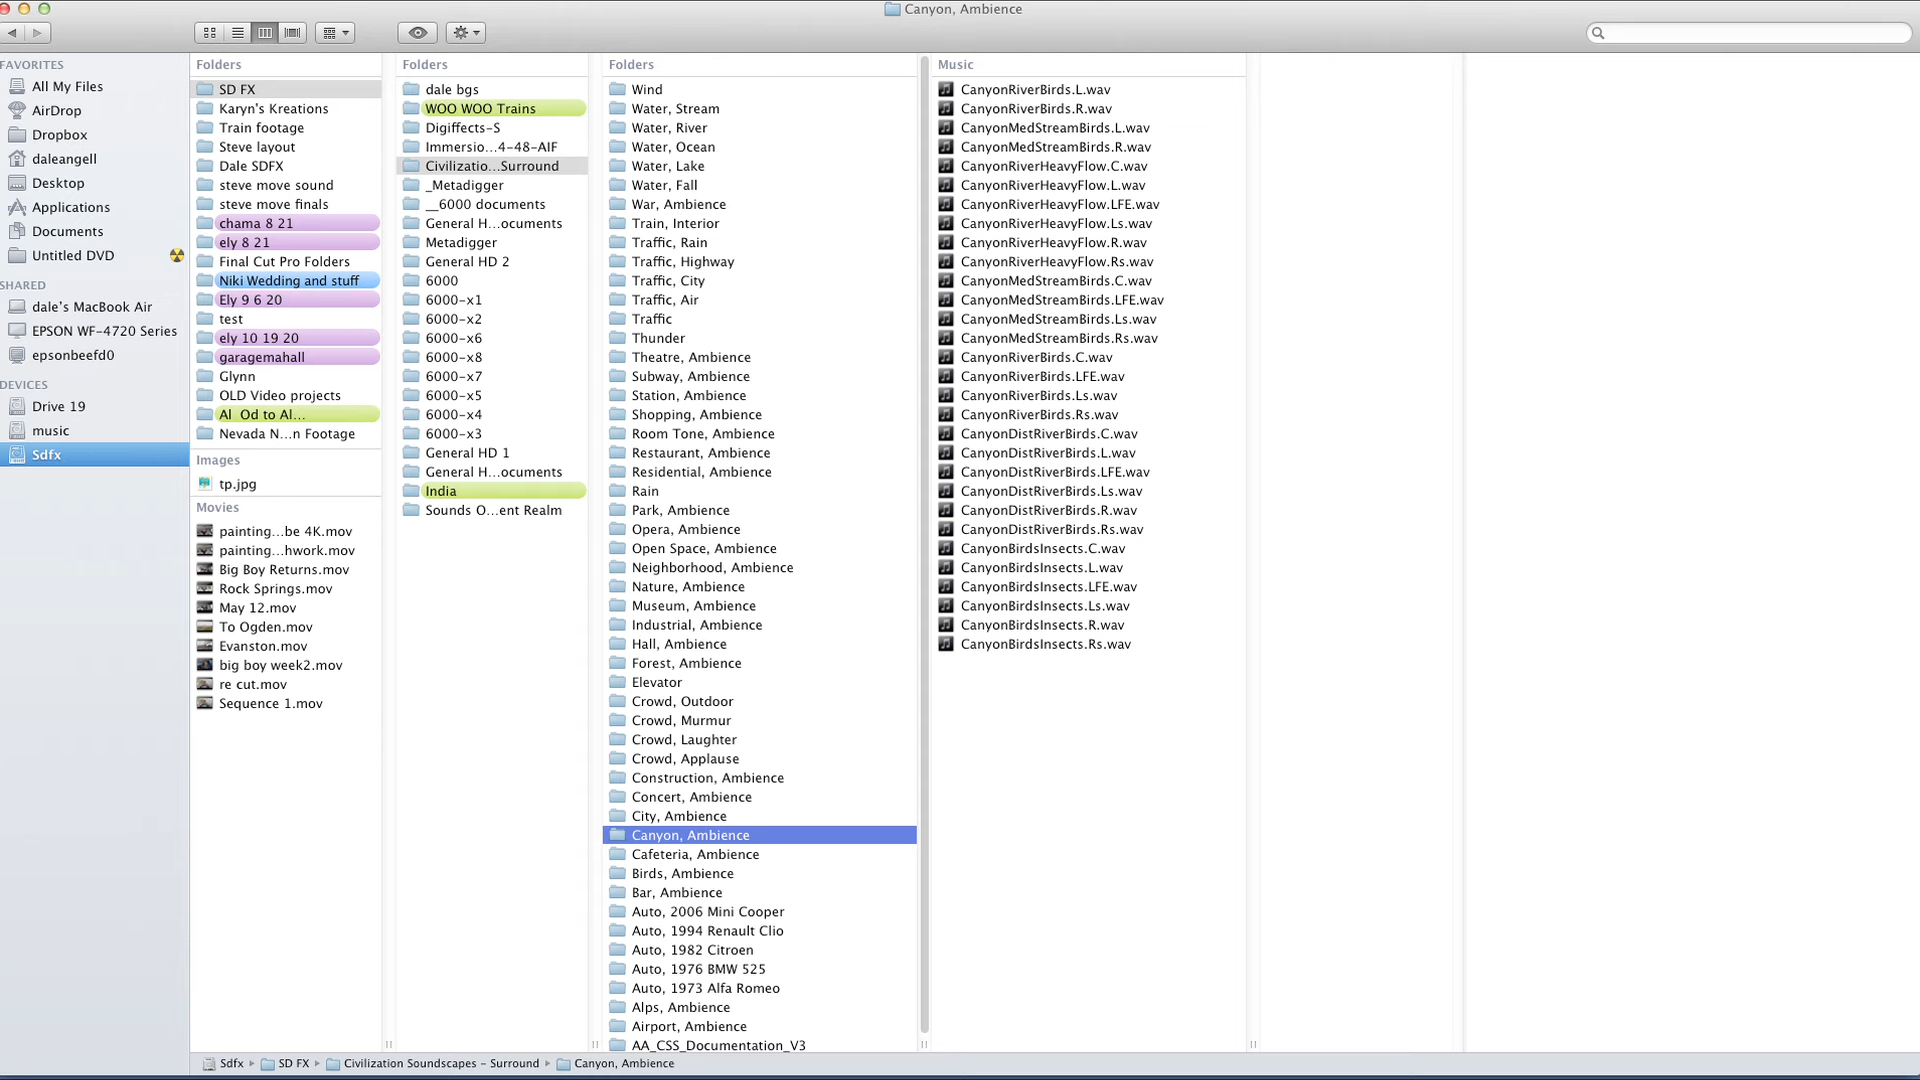 Canyon, Ambience
FAVORITES
All My Files
AirDrop
Dropbox
daleangell
Desktop
Applications
Documents
Untitled DVD
SHARED
dale's MacBook Air
EPSON WF-4720 Series
epsonbeefd0
DEVICES
Drive 19
music
Sdfx
Folders
SD FX
Karyn's Kreations
Train footage
Steve layout
Dale SDFX
steve move sound
steve move finals
chama 8 21
ely 8 21
Final Cut Pro Folders
Niki Wedding and stuff
Ely 9 6 20
test
ely 10 19 20
garagemahall
Glynn
OLD Video projects
Al Od to Al...
Nevada N...n Footage
Images
tp.jpg
Movies
painting...be 4K.mov
painting...hwork.mov
Big Boy Returns.mov
Rock Springs.mov
May 12.mov
To Ogden.mov
Evanston.mov
big boy week2.mov
re cut.mov
Sequence 1.mov
Folders
dale bgs
WOO WOO Trains
Digiffects-S
Immersio...4-48-AIF
Civilizatio...Surround
_Metadigger
__6000 documents
General H...ocuments
Metadigger
General HD 2
6000
6000-x1
6000-x2
6000-x6
6000-x8
6000-x7
6000-x5
6000-x4
6000-x3
General HD 1
General H...ocuments
India
Sounds O...ent Realm
Folders
Wind
Water, Stream
Water, River
Water, Ocean
Water, Lake
Water, Fall
War, Ambience
Train, Interior
Traffic, Rain
Traffic, Highway
Traffic, City
Traffic, Air
Traffic
Thunder
Theatre, Ambience
Subway, Ambience
Station, Ambience
Shopping, Ambience
Room Tone, Ambience
Restaurant, Ambience
Residential, Ambience
Rain
Park, Ambience
Opera, Ambience
Open Space, Ambience
Neighborhood, Ambience
Nature, Ambience
Museum, Ambience
Industrial, Ambience
Hall, Ambience
Forest, Ambience
Elevator
Crowd, Outdoor
Crowd, Murmur
Crowd, Laughter
Crowd, Applause
Construction, Ambience
Concert, Ambience
City, Ambience
Canyon, Ambience
Cafeteria, Ambience
Birds, Ambience
Bar, Ambience
Auto, 2006 Mini Cooper
Auto, 1994 Renault Clio
Auto, 1982 Citroen
Auto, 1976 BMW 525
Auto, 1973 Alfa Romeo
Alps, Ambience
Airport, Ambience
AA_CSS_Documentation_V3
Music
CanyonRiverBirds.L.wav
CanyonRiverBirds.R.wav
CanyonMedStreamBirds.L.wav
CanyonMedStreamBirds.R.wav
CanyonRiverHeavyFlow.C.wav
CanyonRiverHeavyFlow.L.wav
CanyonRiverHeavyFlow.LFE.wav
CanyonRiverHeavyFlow.Ls.wav
CanyonRiverHeavyFlow.R.wav
CanyonRiverHeavyFlow.Rs.wav
CanyonMedStreamBirds.C.wav
CanyonMedStreamBirds.LFE.wav
CanyonMedStreamBirds.Ls.wav
CanyonMedStreamBirds.Rs.wav
CanyonRiverBirds.C.wav
CanyonRiverBirds.LFE.wav
CanyonRiverBirds.Ls.wav
CanyonRiverBirds.Rs.wav
CanyonDistRiverBirds.C.wav
CanyonDistRiverBirds.L.wav
CanyonDistRiverBirds.LFE.wav
CanyonDistRiverBirds.Ls.wav
CanyonDistRiverBirds.R.wav
CanyonDistRiverBirds.Rs.wav
CanyonBirdsInsects.C.wav
CanyonBirdsInsects.L.wav
CanyonBirdsInsects.LFE.wav
CanyonBirdsInsects.Ls.wav
CanyonBirdsInsects.R.wav
CanyonBirdsInsects.Rs.wav
Sdfx SD FX Civilization Soundscapes - Surround Canyon, Ambience